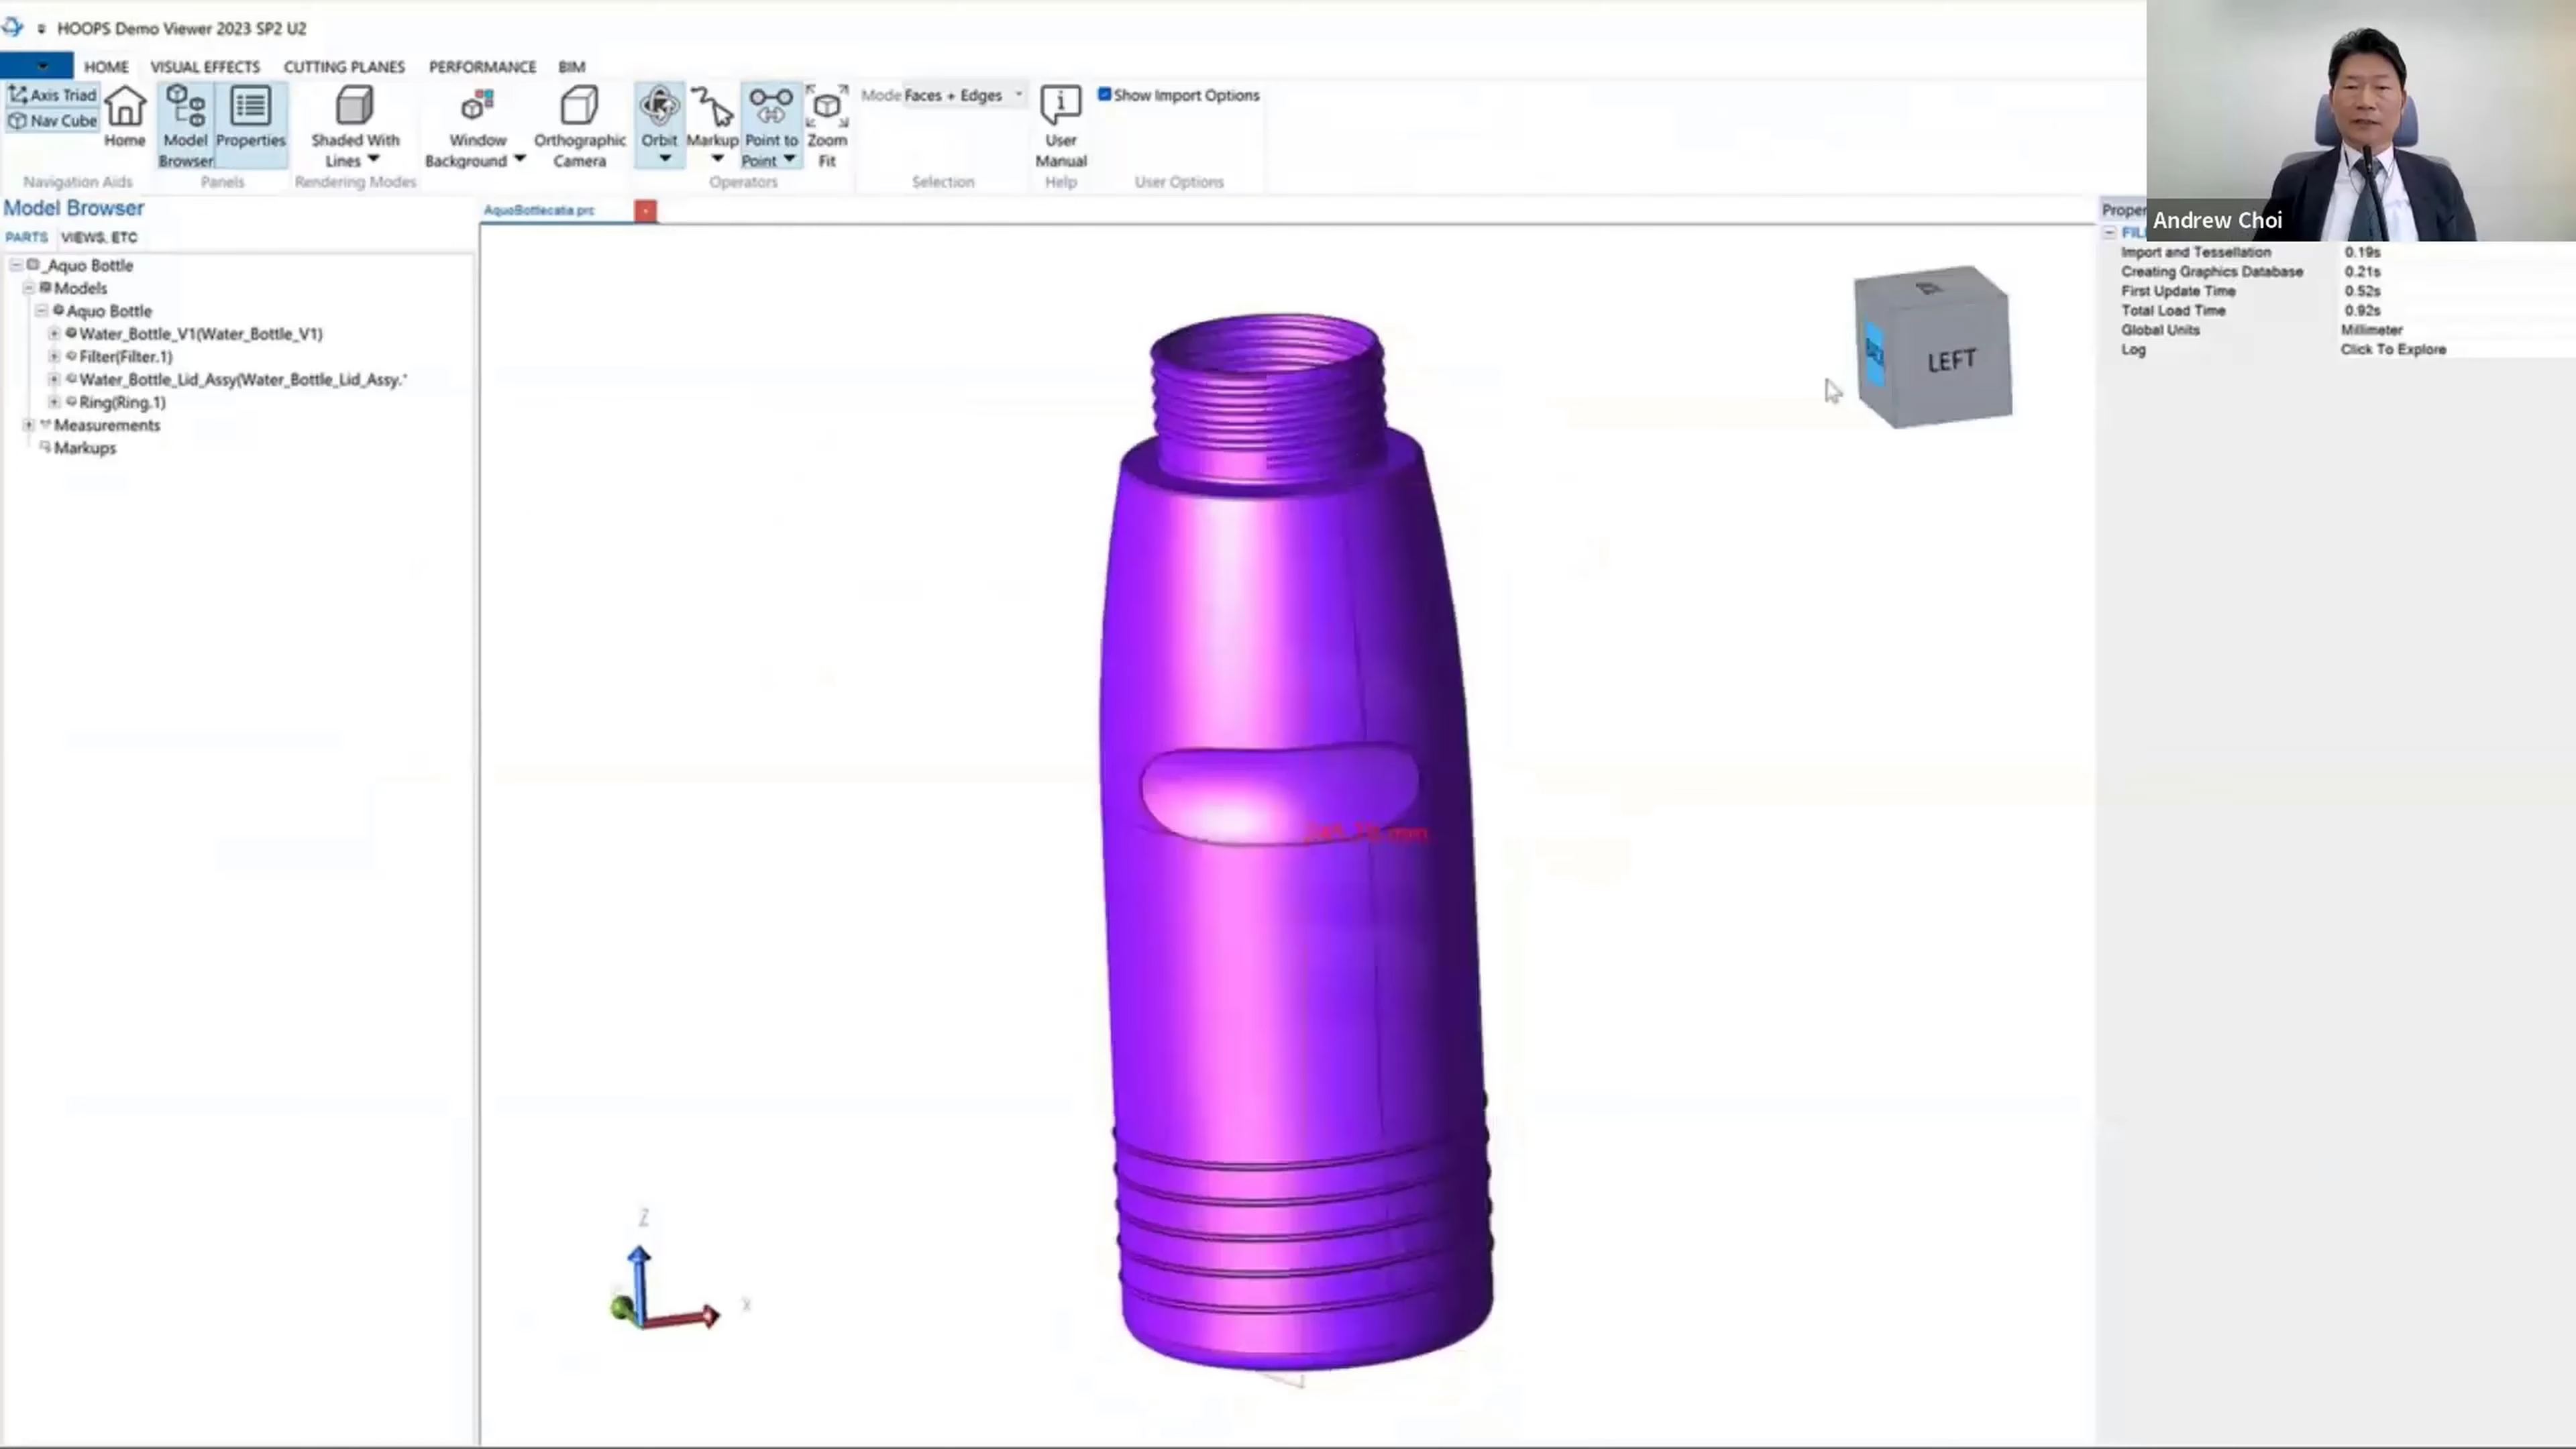 HOOPS Demo Viewer 2023 SP2 U2
HOME VISUAL EFFECTS CUTTING PLANES PERFORMANCE BIM
Axis Triad
Nav Cube
Home
Model Browser
Properties
Shaded With Lines
Window Background
Orthographic Camera
Orbit
Markup
Point to Point
Zoom Fit
Mode Faces + Edges
User Manual
Show Import Options
Navigation Aids
Panels
Rendering Modes
Operators
Selection
Help
User Options
Model Browser
PARTS VIEWS, ETC
_Aquo Bottle
Models
Aquo Bottle
Water_Bottle_V1(Water_Bottle_V1)
Filter(Filter.1)
Water_Bottle_Lid_Assy(Water_Bottle_Lid_Assy.
Ring(Ring.1)
Measurements
Markups
AquoBottlecatia prc
LEFT
Z
X
Andrew Choi
Proper
FIL
Import and Tessellation 0.19s
Creating Graphics Database 0.21s
First Update Time 0.52s
Total Load Time 0.92s
Global Units Millimeter
Log Click To Explore